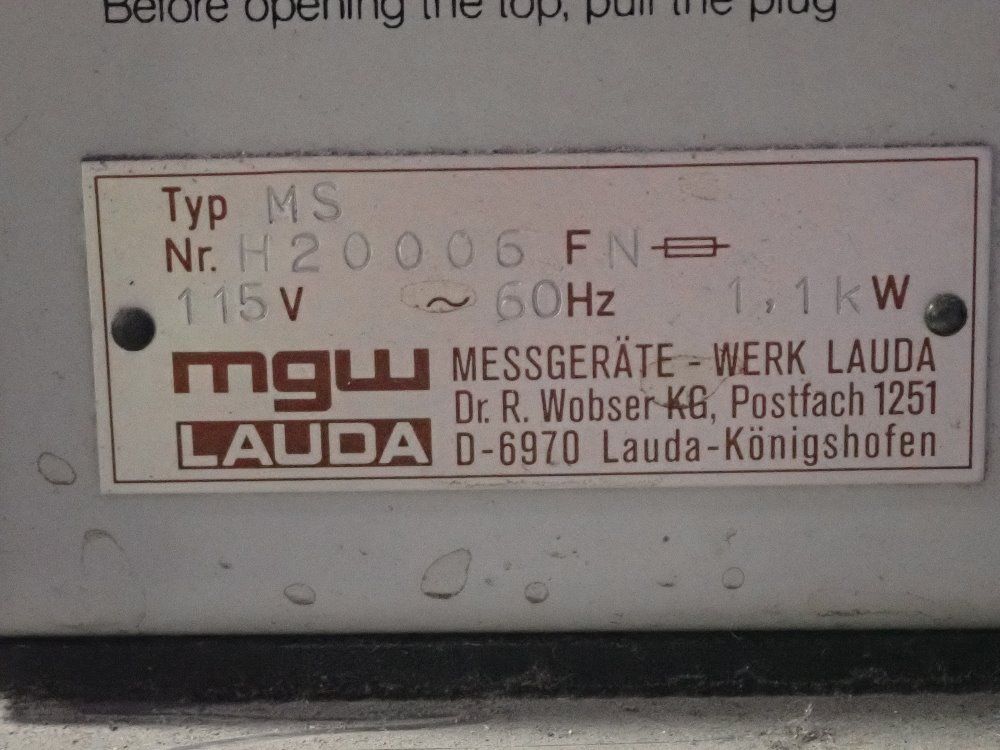 Before opening the top, pull the plug
Typ MS
Nr. H20006 FN
115V ~ 60Hz 1,1kW
mgw MESSGERÄTE - WERK LAUDA
Dr. R. Wobser KG, Postfach 1251
LAUDA D-6970 Lauda-Königshofen